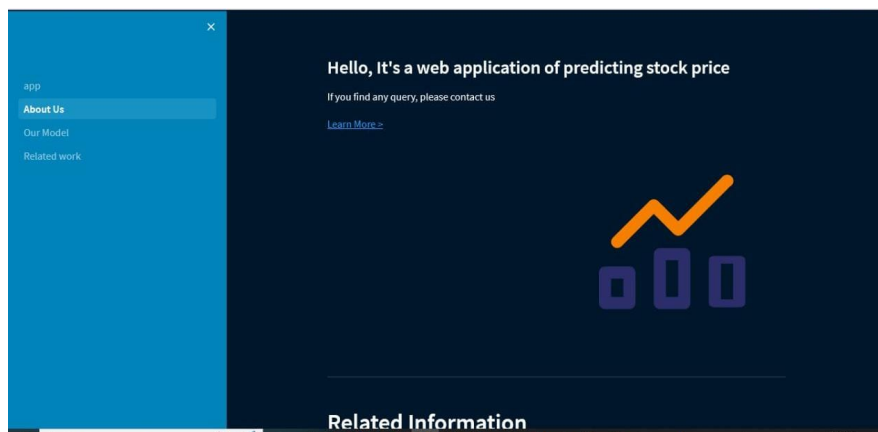 ×
app
About Us
Our Model
Related work
Hello, It's a web application of predicting stock price
If you find any query, please contact us
Learn More >
Related Information